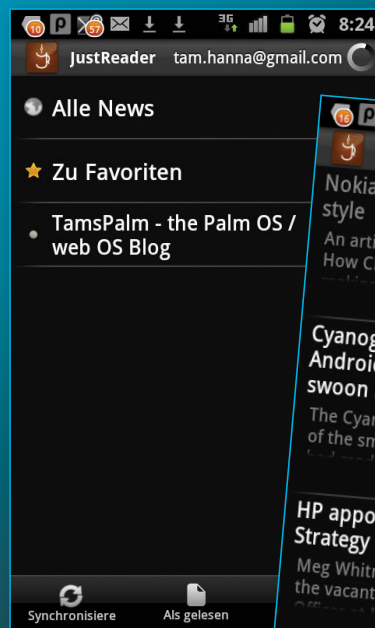 10
57
3G
8:24
JustReader tam.hanna@gmail.com
Alle News
Zu Favoriten
TamsPalm - the Palm OS /
web OS Blog
Synchronisiere
Als gelesen
16
Nokia
style
An arti
How C
Cyanog
Androi
swoon
The Cyan
of the sm
HP appo
Strategy
Meg Whitn
the vacant